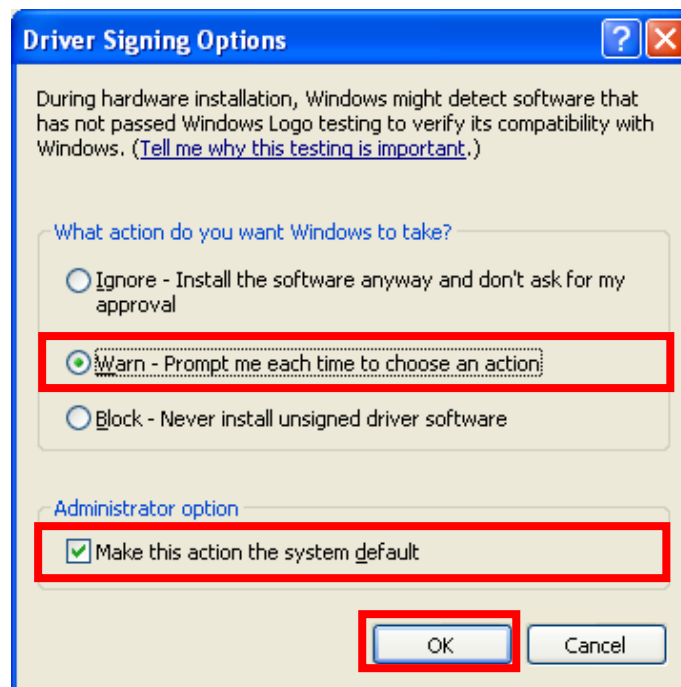 Driver Signing Options
During hardware installation, Windows might detect software that
has not passed Windows Logo testing to verify its compatibility with
Windows. (Tell me why this testing is important.)
What action do you want Windows to take?
Ignore - Install the software anyway and don't ask for my
approval
Warn - Prompt me each time to choose an action
Block - Never install unsigned driver software
Administrator option
Make this action the system default
OK Cancel